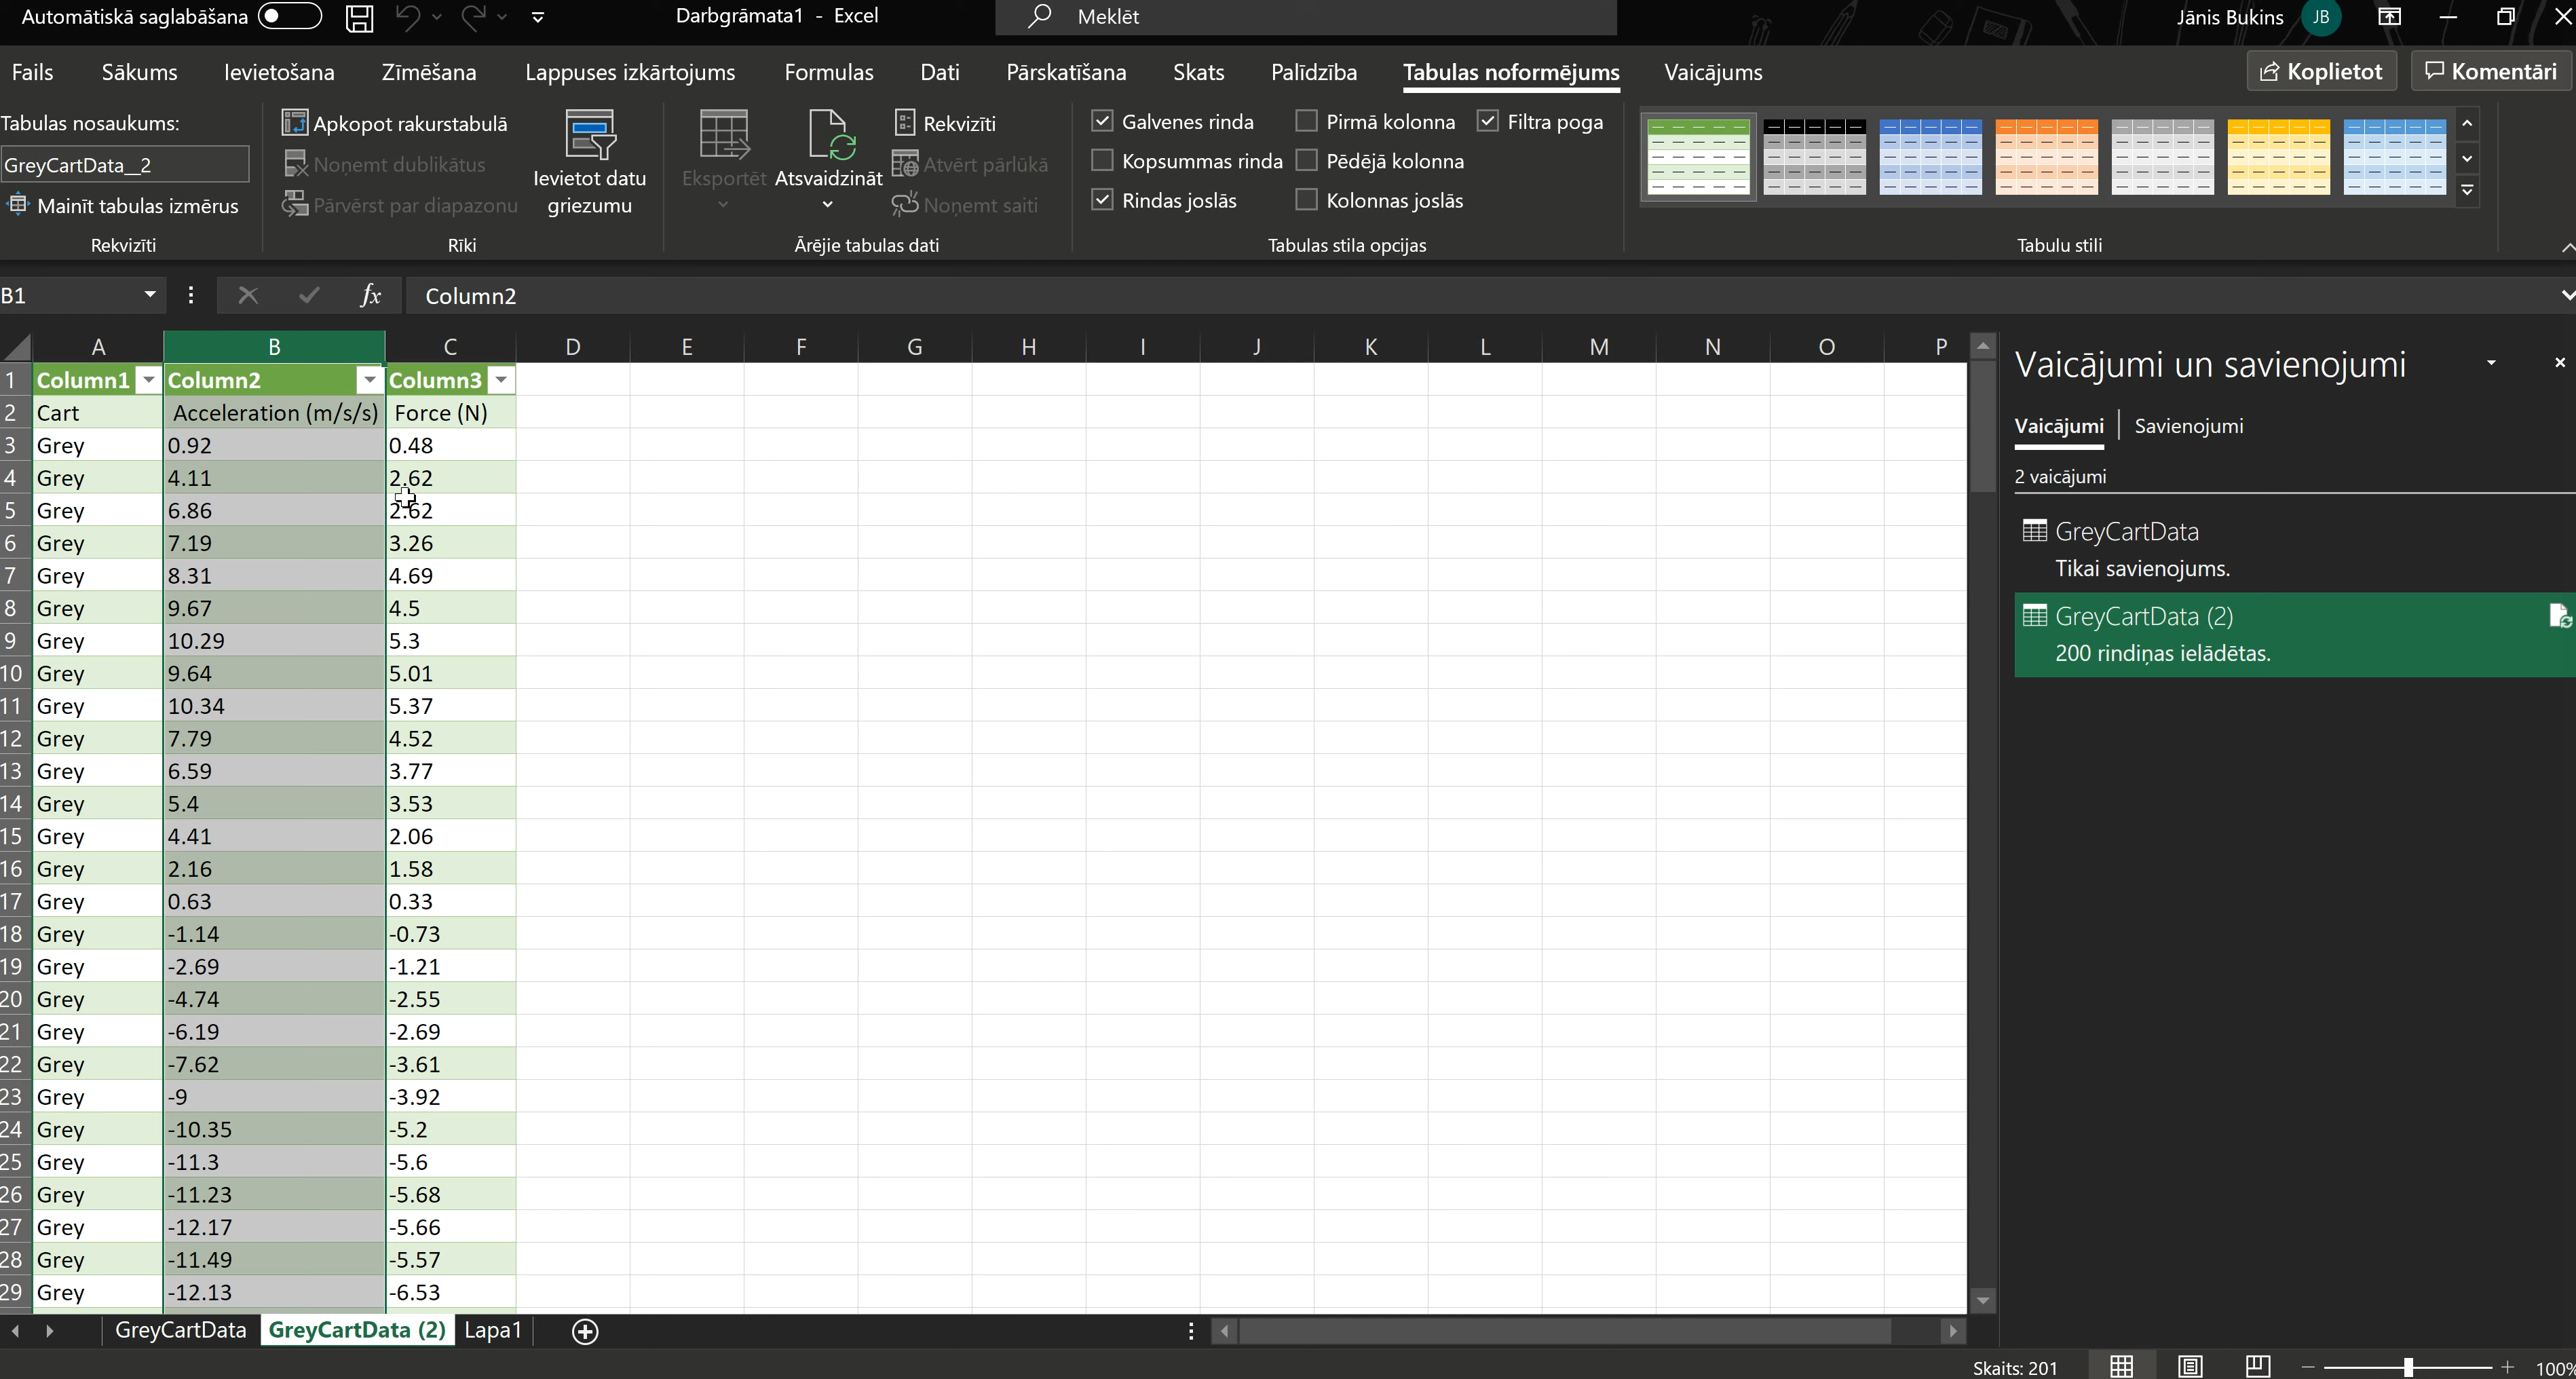 Automātiskā saglabāšana
Darbgrāmata1 - Excel
Meklēt
Jānis Bukins JB
Fails Sākums Ievietošana Zīmēšana Lappuses izkārtojums Formulas Dati Pārskatīšana Skats Palīdzība Tabulas noformējums Vaicājums
Koplietot Komentāri
Tabulas nosaukums:
GreyCartData__2
Mainīt tabulas izmērus
Rekvizīti
Apkopot rakurstabulā
Noņemt dublikātus
Pārvērst par diapazonu
Ievietot datu
griezumu
Rīki
Eksportēt Atsvaidzināt
Rekvizīti
Atvērt pārlūkā
Noņemt saiti
Ārējie tabulas dati
Galvenes rinda Pirmā kolonna Filtra poga
Kopsummas rinda Pēdējā kolonna
Rindas joslās Kolonnas joslās
Tabulas stila opcijas
Tabulu stili
B1 fx Column2
A B C D E F G H I J K L M N O P
1 Column1 Column2 Column3
2 Cart Acceleration (m/s/s) Force (N)
3 Grey 0.92 0.48
4 Grey 4.11 2.62
5 Grey 6.86 2.62
6 Grey 7.19 3.26
7 Grey 8.31 4.69
8 Grey 9.67 4.5
9 Grey 10.29 5.3
10 Grey 9.64 5.01
11 Grey 10.34 5.37
12 Grey 7.79 4.52
13 Grey 6.59 3.77
14 Grey 5.4 3.53
15 Grey 4.41 2.06
16 Grey 2.16 1.58
17 Grey 0.63 0.33
18 Grey -1.14 -0.73
19 Grey -2.69 -1.21
20 Grey -4.74 -2.55
21 Grey -6.19 -2.69
22 Grey -7.62 -3.61
23 Grey -9 -3.92
24 Grey -10.35 -5.2
25 Grey -11.3 -5.6
26 Grey -11.23 -5.68
27 Grey -12.17 -5.66
28 Grey -11.49 -5.57
29 Grey -12.13 -6.53
Vaicājumi un savienojumi
Vaicājumi Savienojumi
2 vaicājumi
GreyCartData
Tikai savienojums.
GreyCartData (2)
200 rindiņas ielādētas.
GreyCartData GreyCartData (2) Lapa1
Skaits: 201 100%